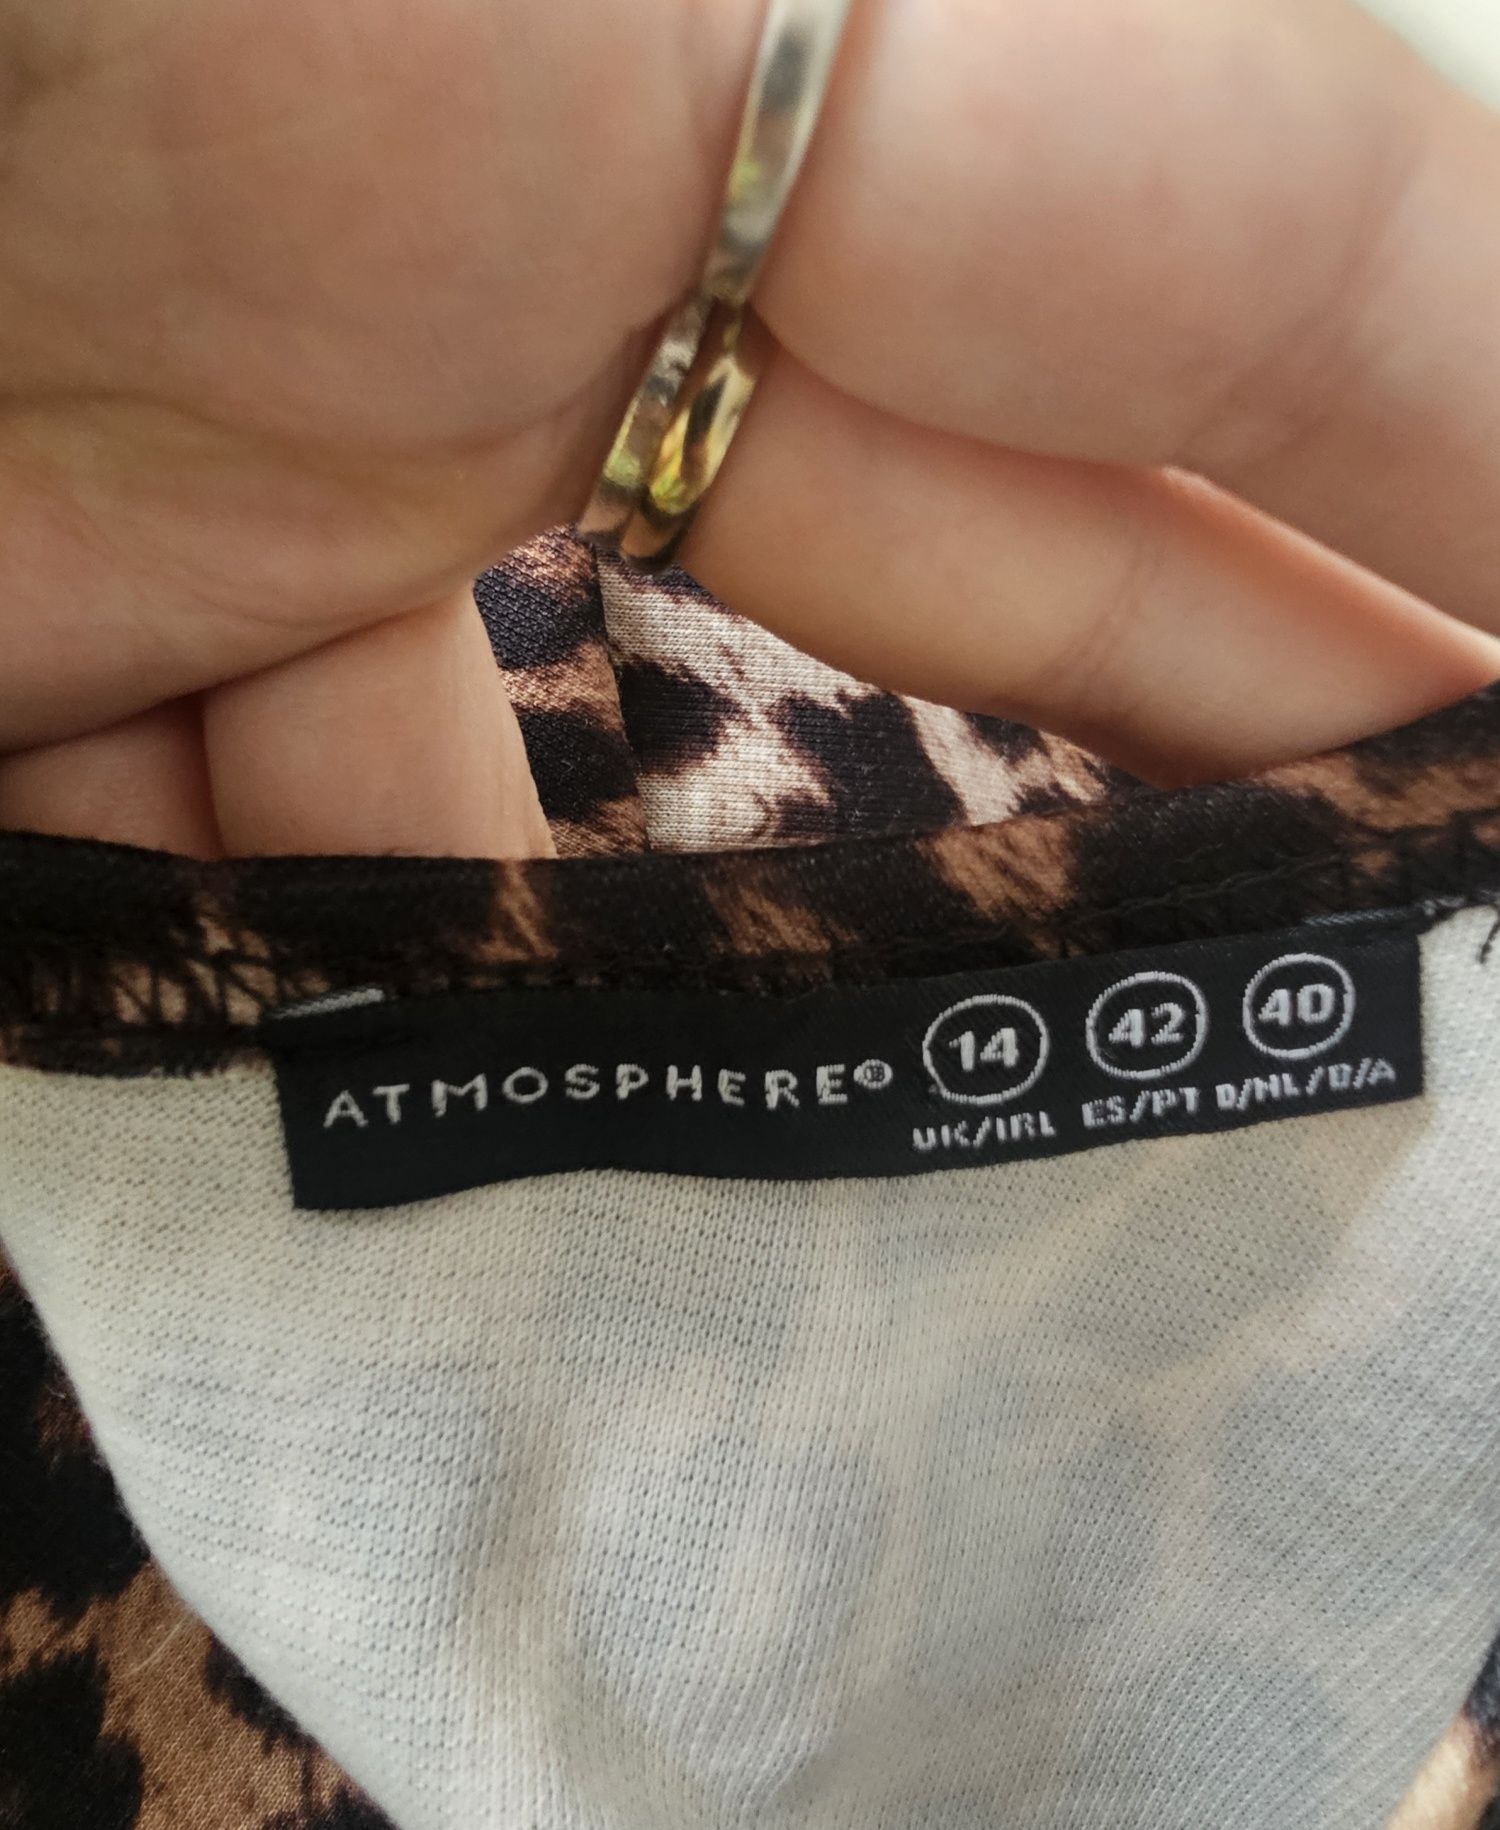 ATMOSPHERE® 14 42 40
UK/IRL ES/PT D/NL/B/A